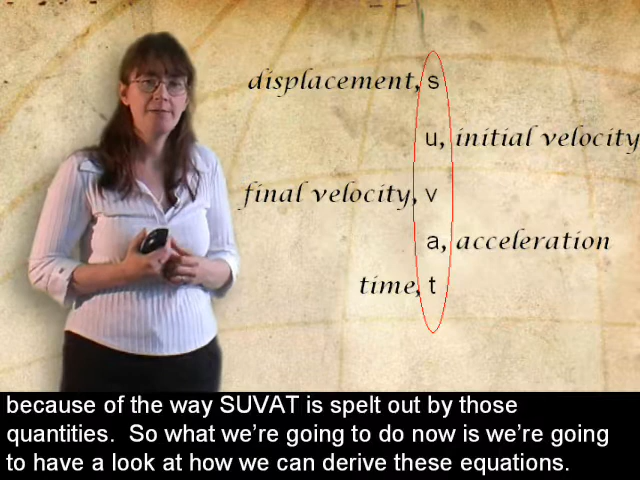 displacement, s
u, initial velocity
final velocity, v
a, acceleration
time, t
because of the way SUVAT is spelt out by those
quantities.  So what we're going to do now is we're going
to have a look at how we can derive these equations.